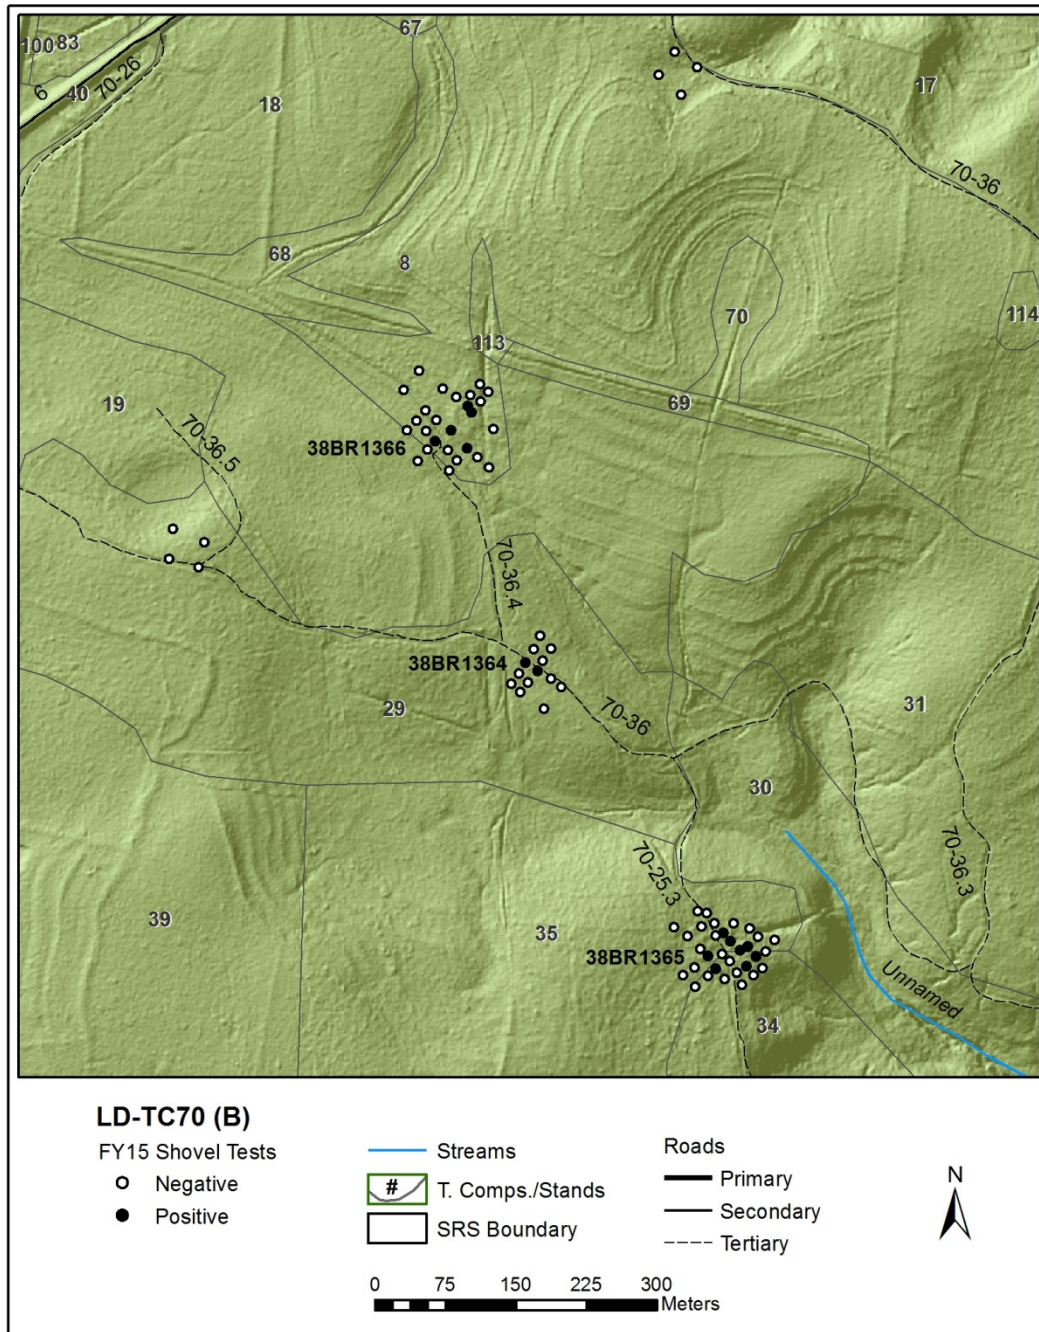 67
100 83
17
6
40
70-26
18
70-36
68
8
70
114
113
69
19
70-36.5
38BR1366
70-36.4
38BR1364
29
70-36
31
30
70-25.3
70-36.3
39
35
38BR1365
Unnamed
34
LD-TC70 (B)
FY15 Shovel Tests
Negative
Positive
Streams
# T. Comps./Stands
SRS Boundary
Roads
Primary
Secondary
Tertiary
N
0 75 150 225 300
Meters